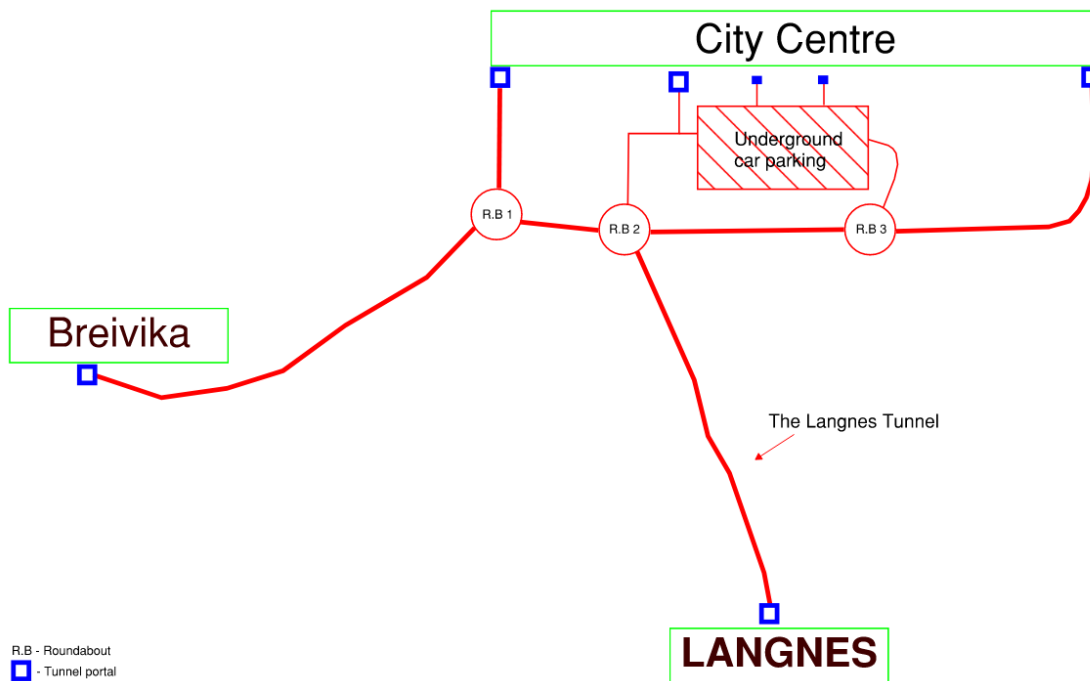 City Centre
Underground
car parking
R.B 1
R.B 2
R.B 3
Breivika
The Langnes Tunnel
LANGNES
R.B - Roundabout
- Tunnel portal